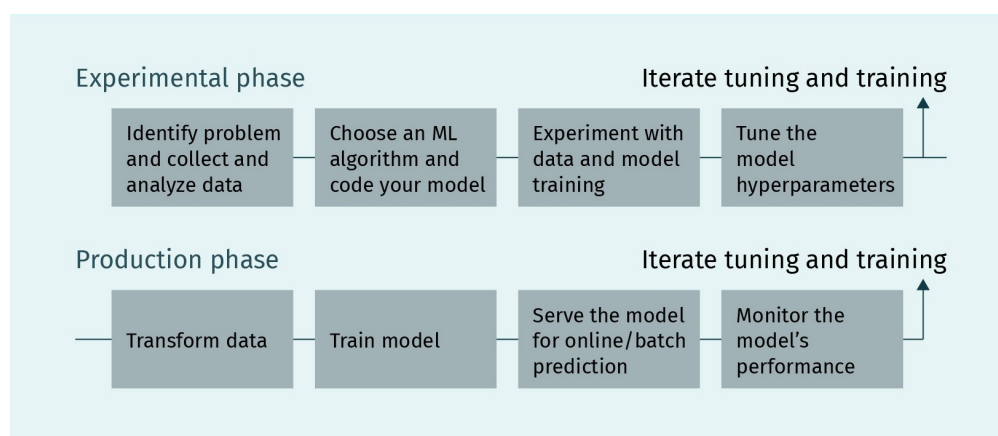 Experimental phase
Iterate tuning and training
Identify problem
and collect and
analyze data
Choose an ML
algorithm and
code your model
Experiment with
data and model
training
Tune the
model
hyperparameters
Production phase
Iterate tuning and training
Transform data
Train model
Serve the model
for online/batch
prediction
Monitor the
model’s
performance